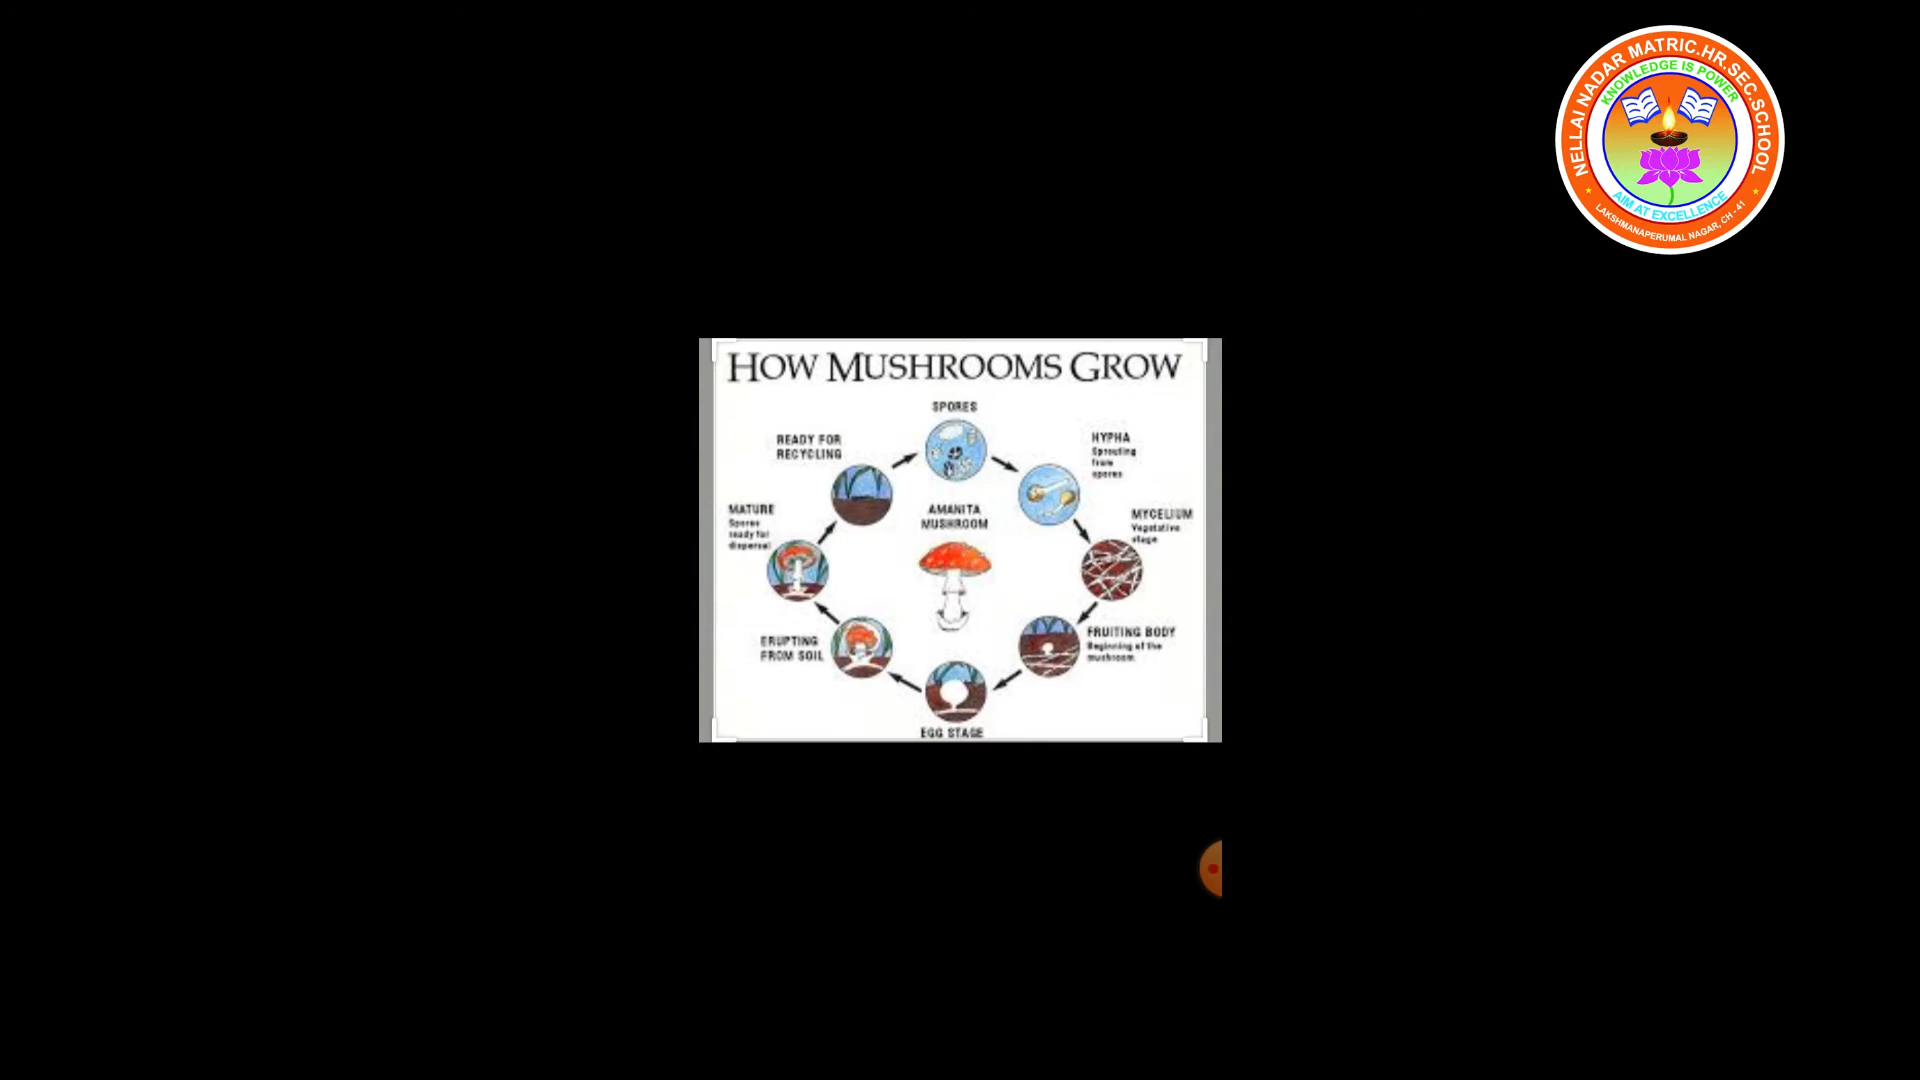 NELLAI NADAR MATRIC.HR.SEC.SCHOOL
KNOWLEDGE IS POWER
AIM AT EXCELLENCE
LAKSHMANAPERUMAL NAGAR, CH - 41
HOW MUSHROOMS GROW
SPORES
HYPHA
Sprouting
from
spores
MYCELIUM
Vegetative
stage
FRUITING BODY
Beginning of the
mushroom
EGG STAGE
ERUPTING
FROM SOIL
MATURE
Spores
ready for
dispersal
READY FOR
RECYCLING
AMANITA
MUSHROOM